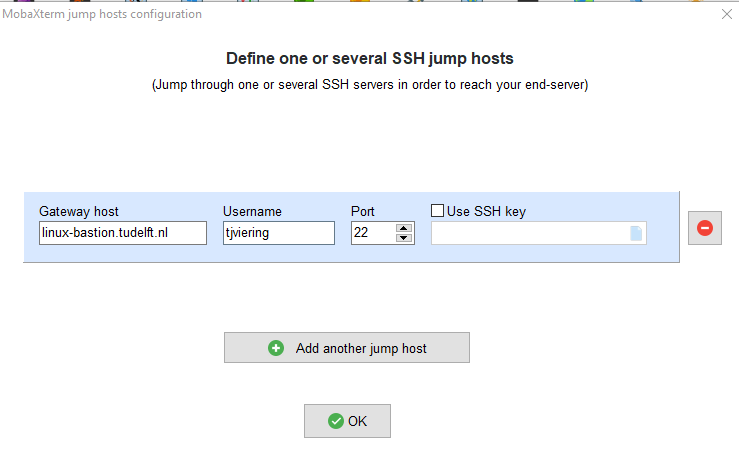 MobaXterm jump hosts configuration
Define one or several SSH jump hosts
(Jump through one or several SSH servers in order to reach your end-server)
Gateway host Username Port Use SSH key
linux-bastion.tudelft.nl tjviering 22
Add another jump host
OK